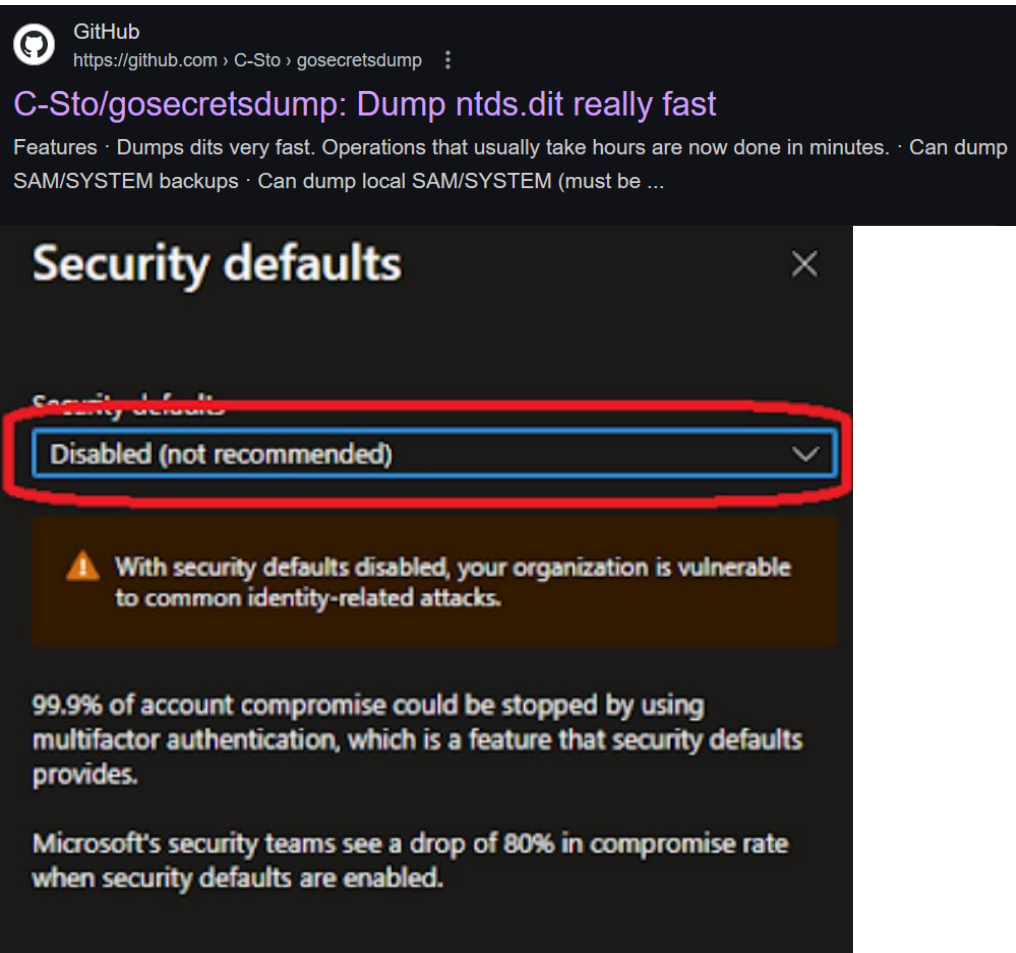 GitHub
https://github.com › C-Sto › gosecretsdump
C-Sto/gosecretsdump: Dump ntds.dit really fast
Features · Dumps dits very fast. Operations that usually take hours are now done in minutes. · Can dump
SAM/SYSTEM backups · Can dump local SAM/SYSTEM (must be ...
Security defaults
Security defaults
Disabled (not recommended)
With security defaults disabled, your organization is vulnerable
to common identity-related attacks.
99.9% of account compromise could be stopped by using
multifactor authentication, which is a feature that security defaults
provides.
Microsoft's security teams see a drop of 80% in compromise rate
when security defaults are enabled.